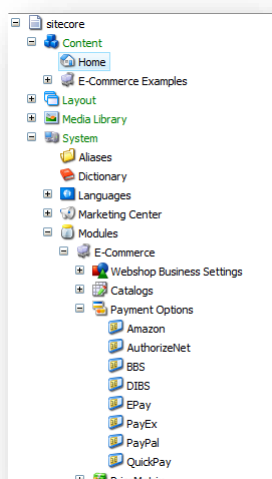 sitecore
Content
Home
E-Commerce Examples
Layout
Media Library
System
Aliases
Dictionary
Languages
Marketing Center
Modules
E-Commerce
Webshop Business Settings
Catalogs
Payment Options
Amazon
AuthorizeNet
BBS
DIBS
EPay
PayEx
PayPal
QuickPay